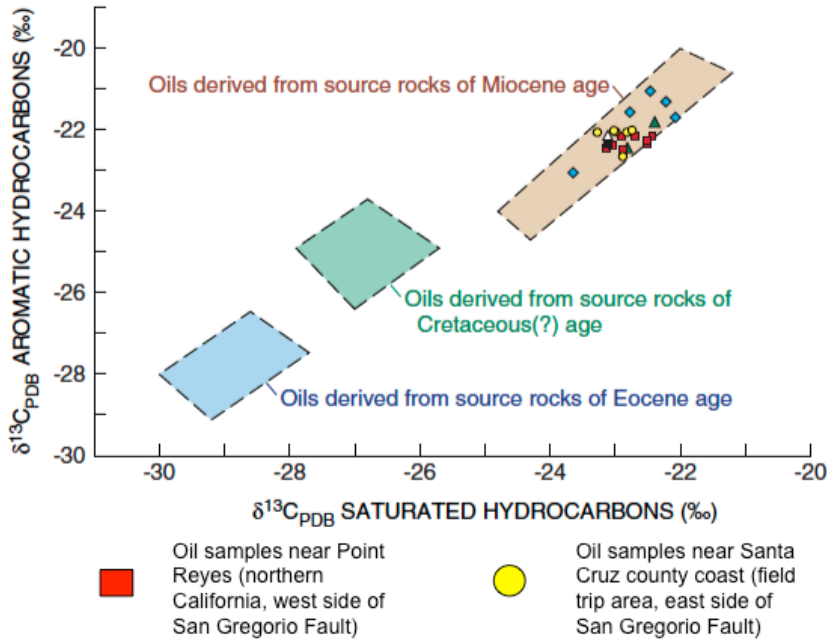 δ¹³C_PDB AROMATIC HYDROCARBONS (‰)
-20
-22
-24
-26
-28
-30
Oils derived from source rocks of Miocene age
Oils derived from source rocks of
Cretaceous(?) age
Oils derived from source rocks of Eocene age
-30 -28 -26 -24 -22 -20
δ¹³C_PDB SATURATED HYDROCARBONS (‰)
Oil samples near Point
Reyes (northern
California, west side of
San Gregorio Fault)
Oil samples near Santa
Cruz county coast (field
trip area, east side of
San Gregorio Fault)